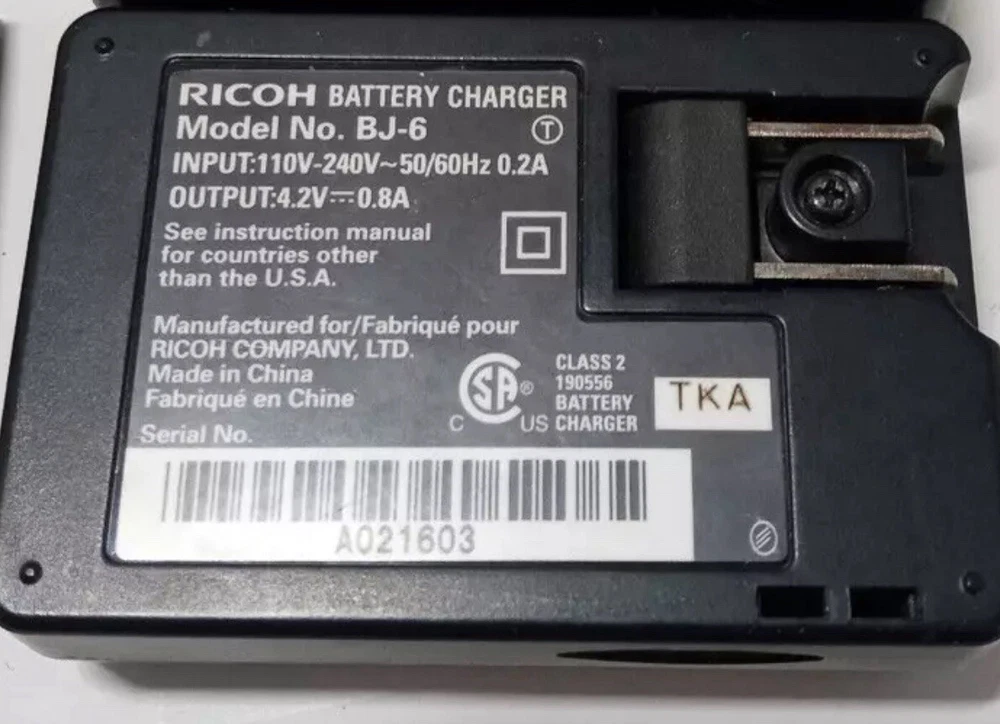 RICOH BATTERY CHARGER
Model No. BJ-6 T
INPUT:110V-240V~50/60Hz 0.2A
OUTPUT:4.2V⎓0.8A
See instruction manual
for countries other
than the U.S.A.
Manufactured for/Fabriqué pour
RICOH COMPANY, LTD.
Made in China
Fabriqué en Chine
Serial No.
C SA® US
CLASS 2
190556
BATTERY
CHARGER
TKA
A021603